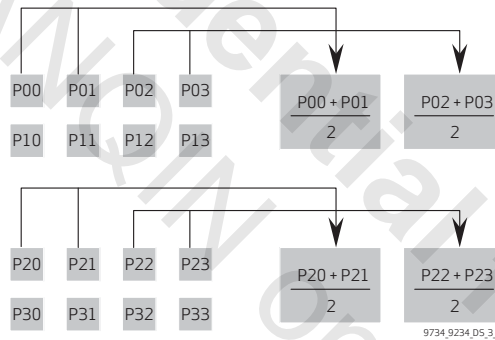 P00 P01 P02 P03
P00 + P01
2
P02 + P03
2
P10 P11 P12 P13
P20 P21 P22 P23
P20 + P21
2
P22 + P23
2
P30 P31 P32 P33
9734_9234_DS_3_